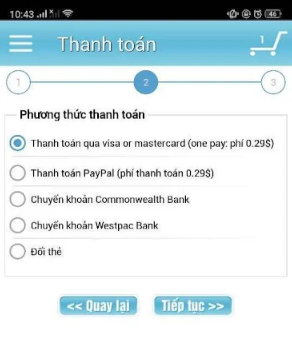 10:43
46
Thanh toán
1
1
2
3
Phương thức thanh toán
Thanh toán qua visa or mastercard (one pay: phí 0.29$)
Thanh toán PayPal (phí thanh toán 0.29$)
Chuyển khoản Commonwealth Bank
Chuyển khoản Westpac Bank
Đổi thẻ
<< Quay lại
Tiếp tục >>